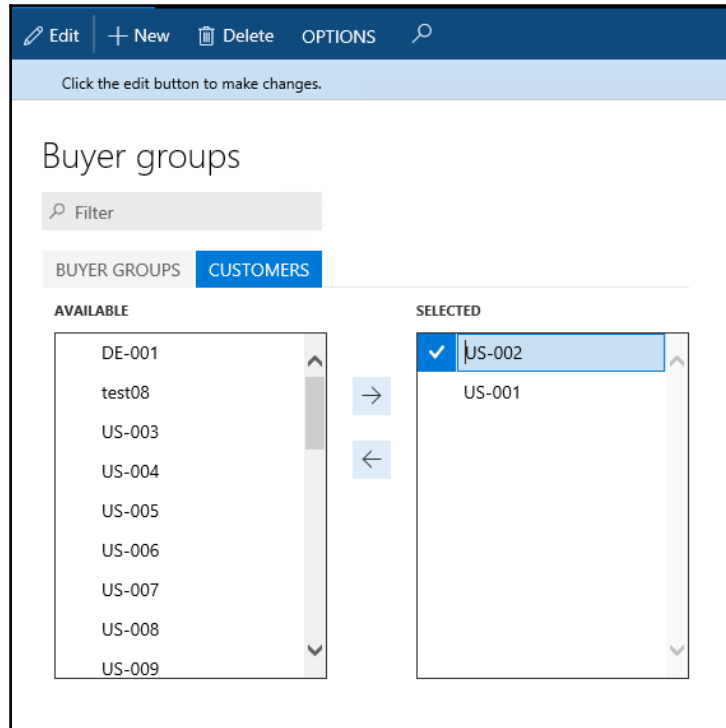 Edit New Delete OPTIONS
Click the edit button to make changes.
Buyer groups
Filter
BUYER GROUPS CUSTOMERS
AVAILABLE SELECTED
DE-001 US-002
test08 US-001
US-003
US-004
US-005
US-006
US-007
US-008
US-009